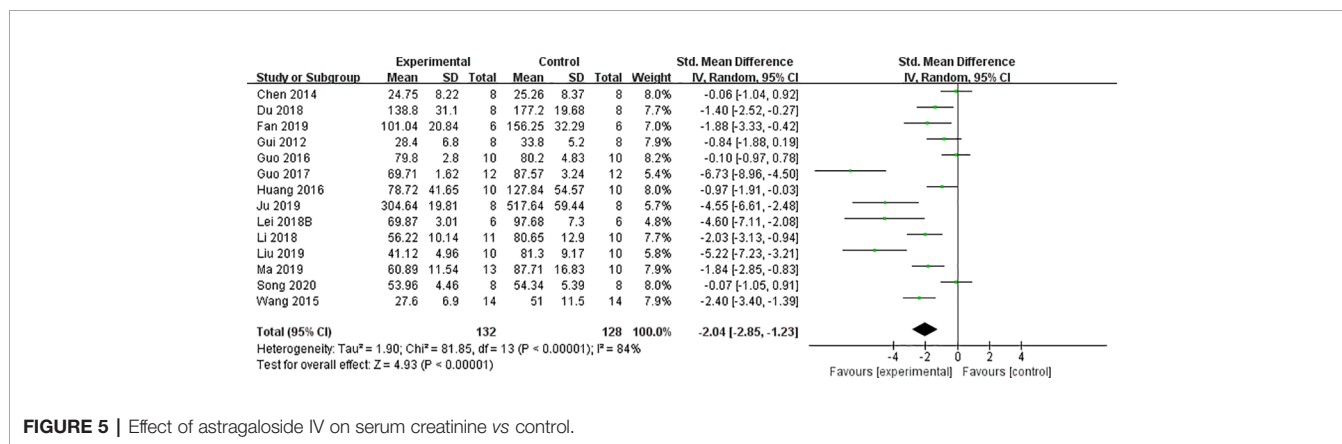 Experimental Control Std. Mean Difference Std. Mean Difference
Study or Subgroup Mean SD Total Mean SD Total Weight IV, Random, 95% CI IV, Random, 95% CI
Chen 2014 24.75 8.22 8 25.26 8.37 8 8.0% -0.06 [-1.04, 0.92]
Du 2018 138.8 31.1 8 177.2 19.68 8 7.7% -1.40 [-2.52, -0.27]
Fan 2019 101.04 20.84 6 156.25 32.29 6 7.0% -1.88 [-3.33, -0.42]
Gui 2012 28.4 6.8 8 33.8 5.2 8 7.9% -0.84 [-1.88, 0.19]
Guo 2016 79.8 2.8 10 80.2 4.83 10 8.2% -0.10 [-0.97, 0.78]
Guo 2017 69.71 1.62 12 87.57 3.24 12 5.4% -6.73 [-8.96, -4.50]
Huang 2016 78.72 41.65 10 127.84 54.57 10 8.0% -0.97 [-1.91, -0.03]
Ju 2019 304.64 19.81 8 517.64 59.44 8 5.7% -4.55 [-6.61, -2.48]
Lei 2018B 69.87 3.01 6 97.68 7.3 6 4.8% -4.60 [-7.11, -2.08]
Li 2018 56.22 10.14 11 80.65 12.9 10 7.7% -2.03 [-3.13, -0.94]
Liu 2019 41.12 4.96 10 81.3 9.17 10 5.8% -5.22 [-7.23, -3.21]
Ma 2019 60.89 11.54 13 87.71 16.83 10 7.9% -1.84 [-2.85, -0.83]
Song 2020 53.96 4.46 8 54.34 5.39 8 8.0% -0.07 [-1.05, 0.91]
Wang 2015 27.6 6.9 14 51 11.5 14 7.9% -2.40 [-3.40, -1.39]
Total (95% CI) 132 128 100.0% -2.04 [-2.85, -1.23]
Heterogeneity: Tau² = 1.90; Chi² = 81.85, df = 13 (P < 0.00001); I² = 84%
Test for overall effect: Z = 4.93 (P < 0.00001)
-4 -2 0 2 4
Favours [experimental] Favours [control]
FIGURE 5 | Effect of astragaloside IV on serum creatinine vs control.